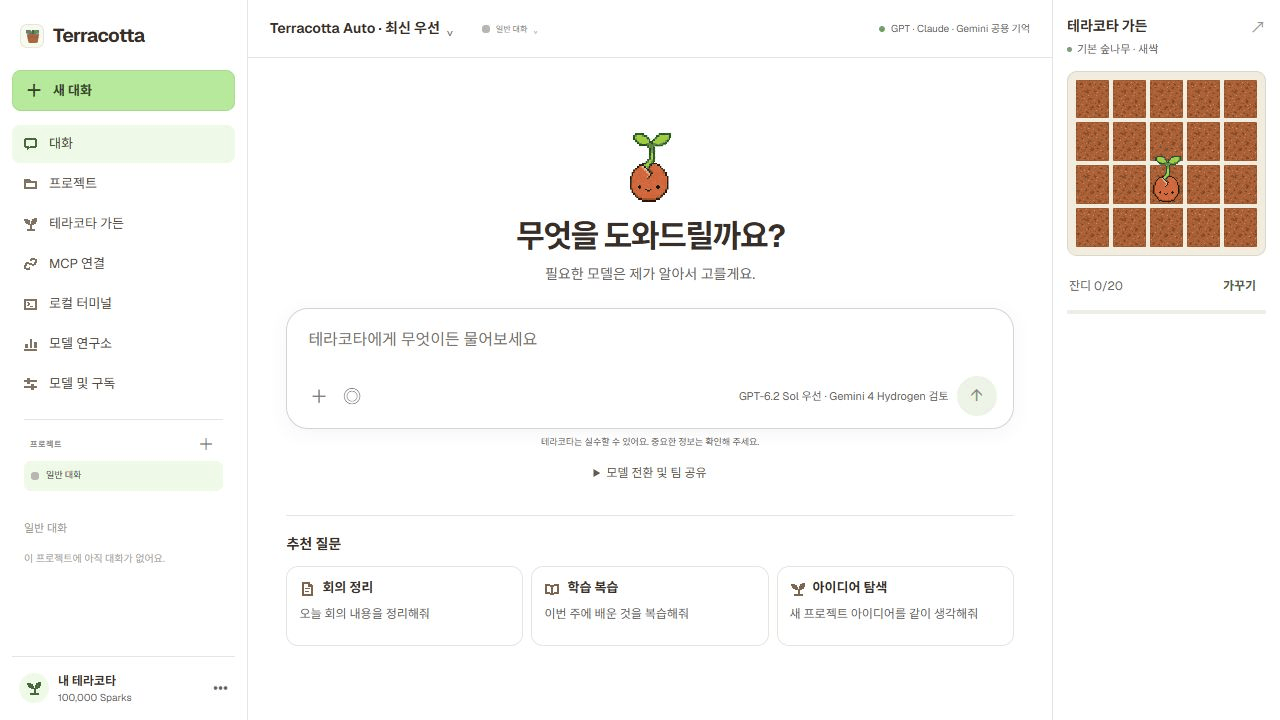 Terracotta
새 대화
대화
프로젝트
테라코타 가든
MCP 연결
로컬 터미널
모델 연구소
모델 및 구독
프로젝트
일반 대화
일반 대화
이 프로젝트에 아직 대화가 없어요.
내 테라코타
100,000 Sparks
Terracotta Auto · 최신 우선
일반 대화
GPT · Claude · Gemini 공용 기억
무엇을 도와드릴까요?
필요한 모델은 제가 알아서 고를게요.
테라코타에게 무엇이든 물어보세요
GPT-6.2 Sol 우선 · Gemini 4 Hydrogen 검토
테라코타는 실수할 수 있어요. 중요한 정보는 확인해 주세요.
모델 전환 및 팀 공유
추천 질문
회의 정리
오늘 회의 내용을 정리해줘
학습 복습
이번 주에 배운 것을 복습해줘
아이디어 탐색
새 프로젝트 아이디어를 같이 생각해줘
테라코타 가든
기본 숲나무 · 새싹
잔디 0/20
가꾸기